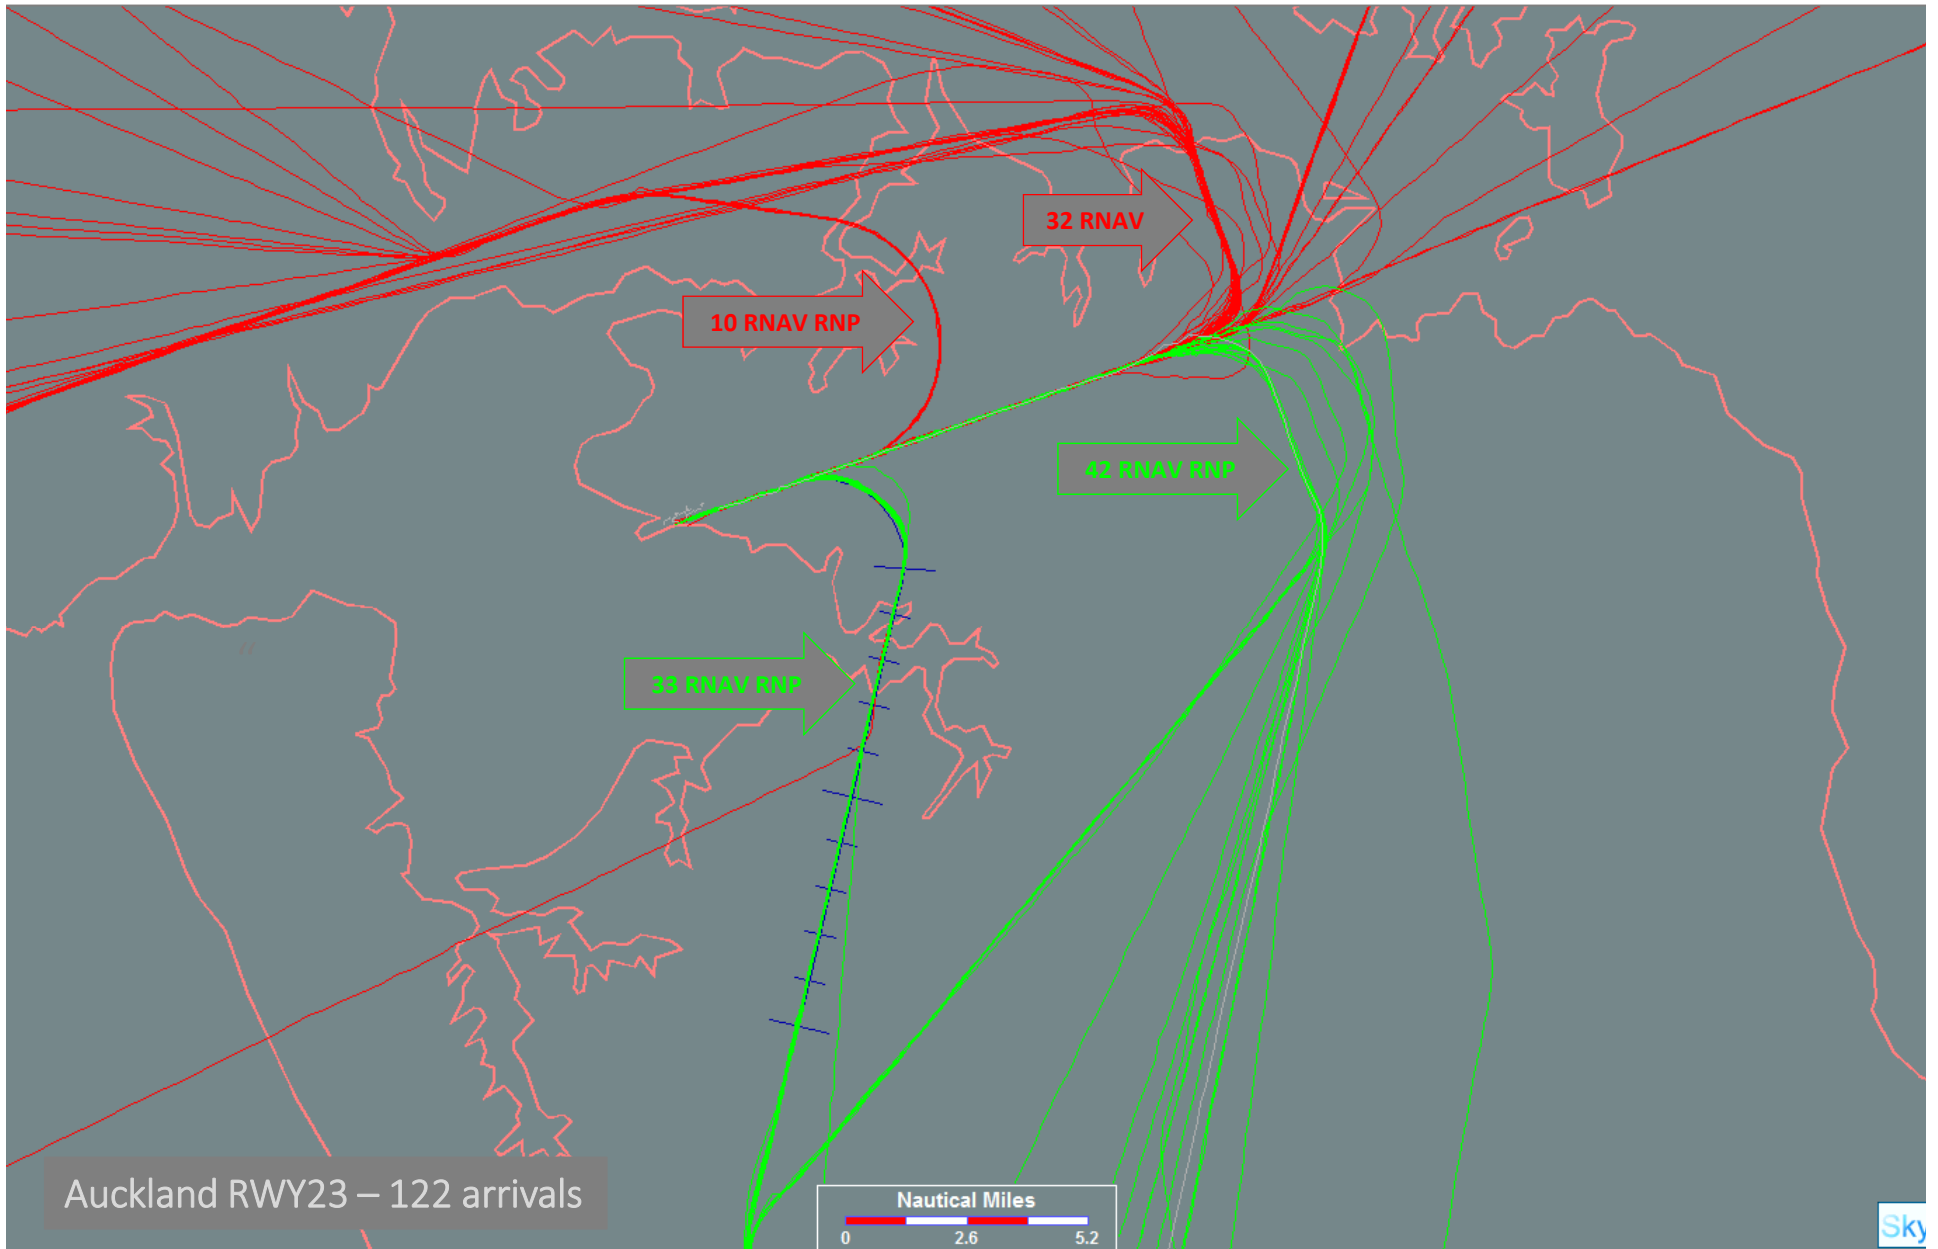 32 RNAV
10 RNAV RNP
42 RNAV RNP
33 RNAV RNP
Auckland RWY23 – 122 arrivals
Nautical Miles
0 2.6 5.2
Sky